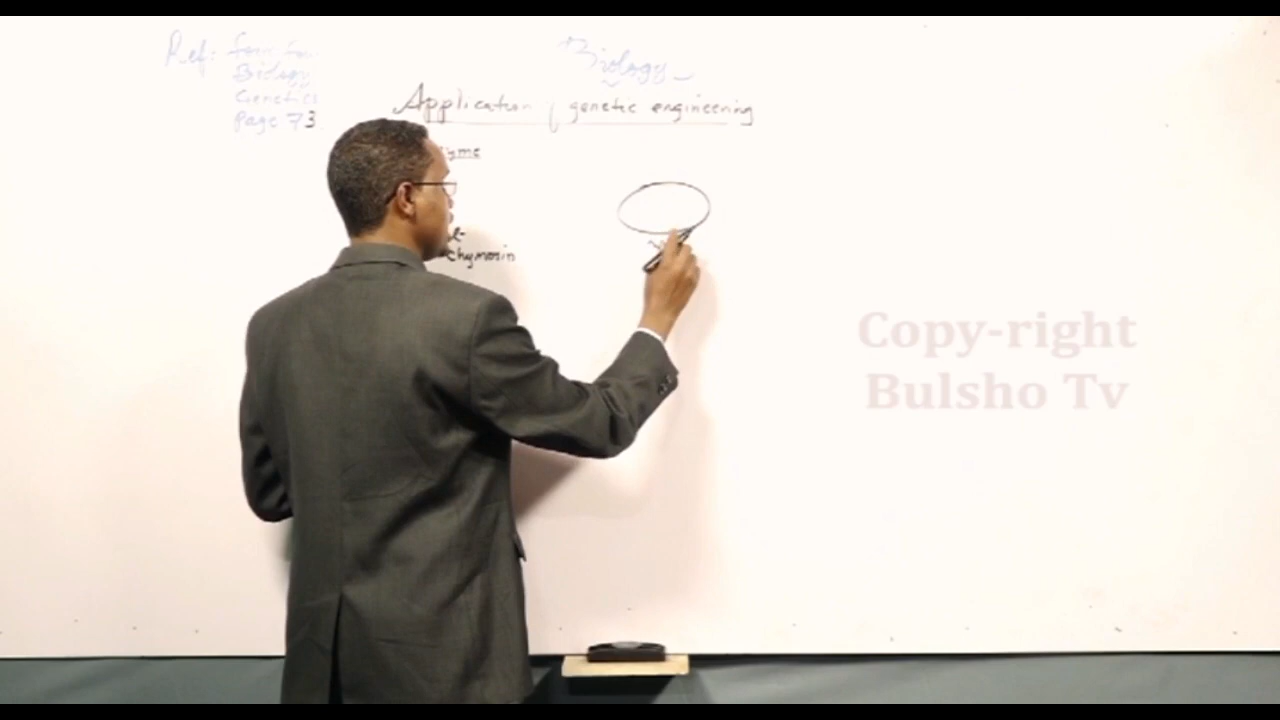 Ref: Form Four
Biology
Genetics
Page 73
Biology
Application of genetic engineering
zyme
chymosin
Copy-right
Bulsho Tv